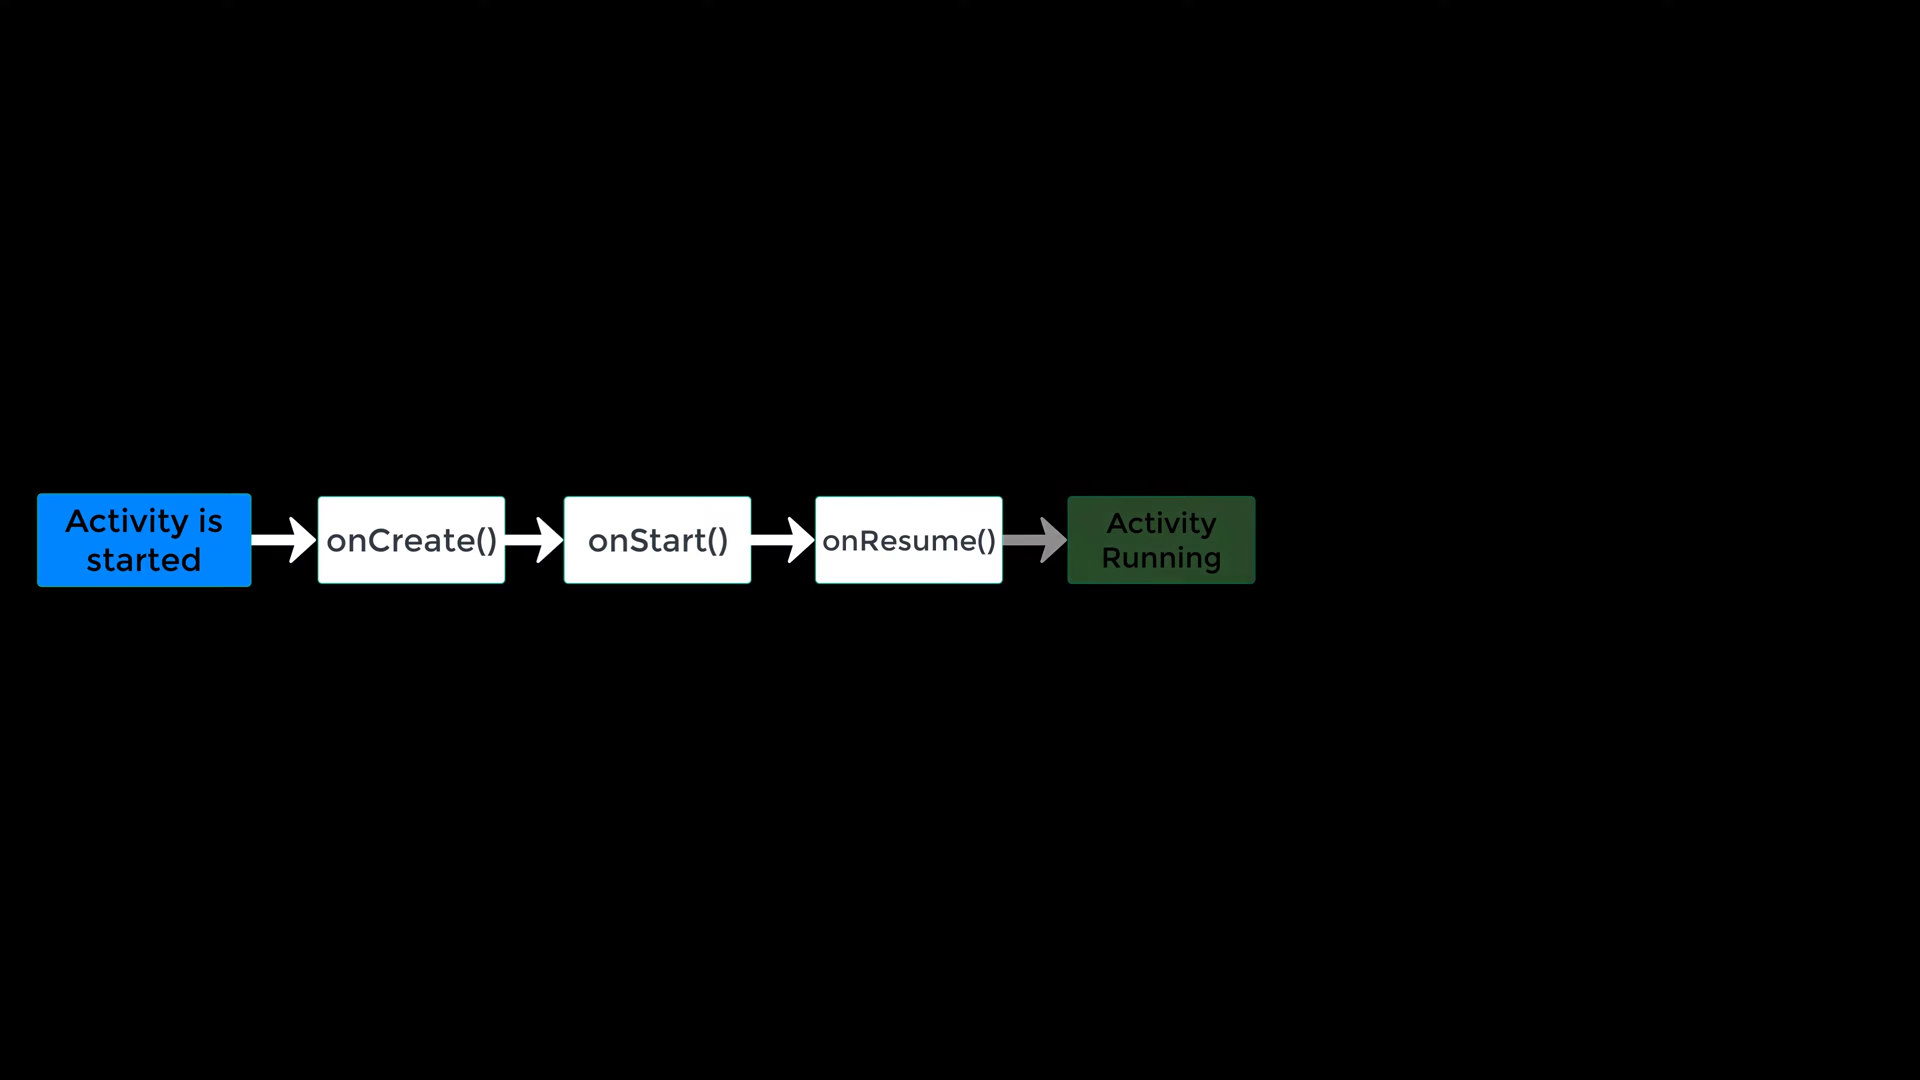 Activity is
started
onCreate()
onStart()
onResume()
Activity
Running